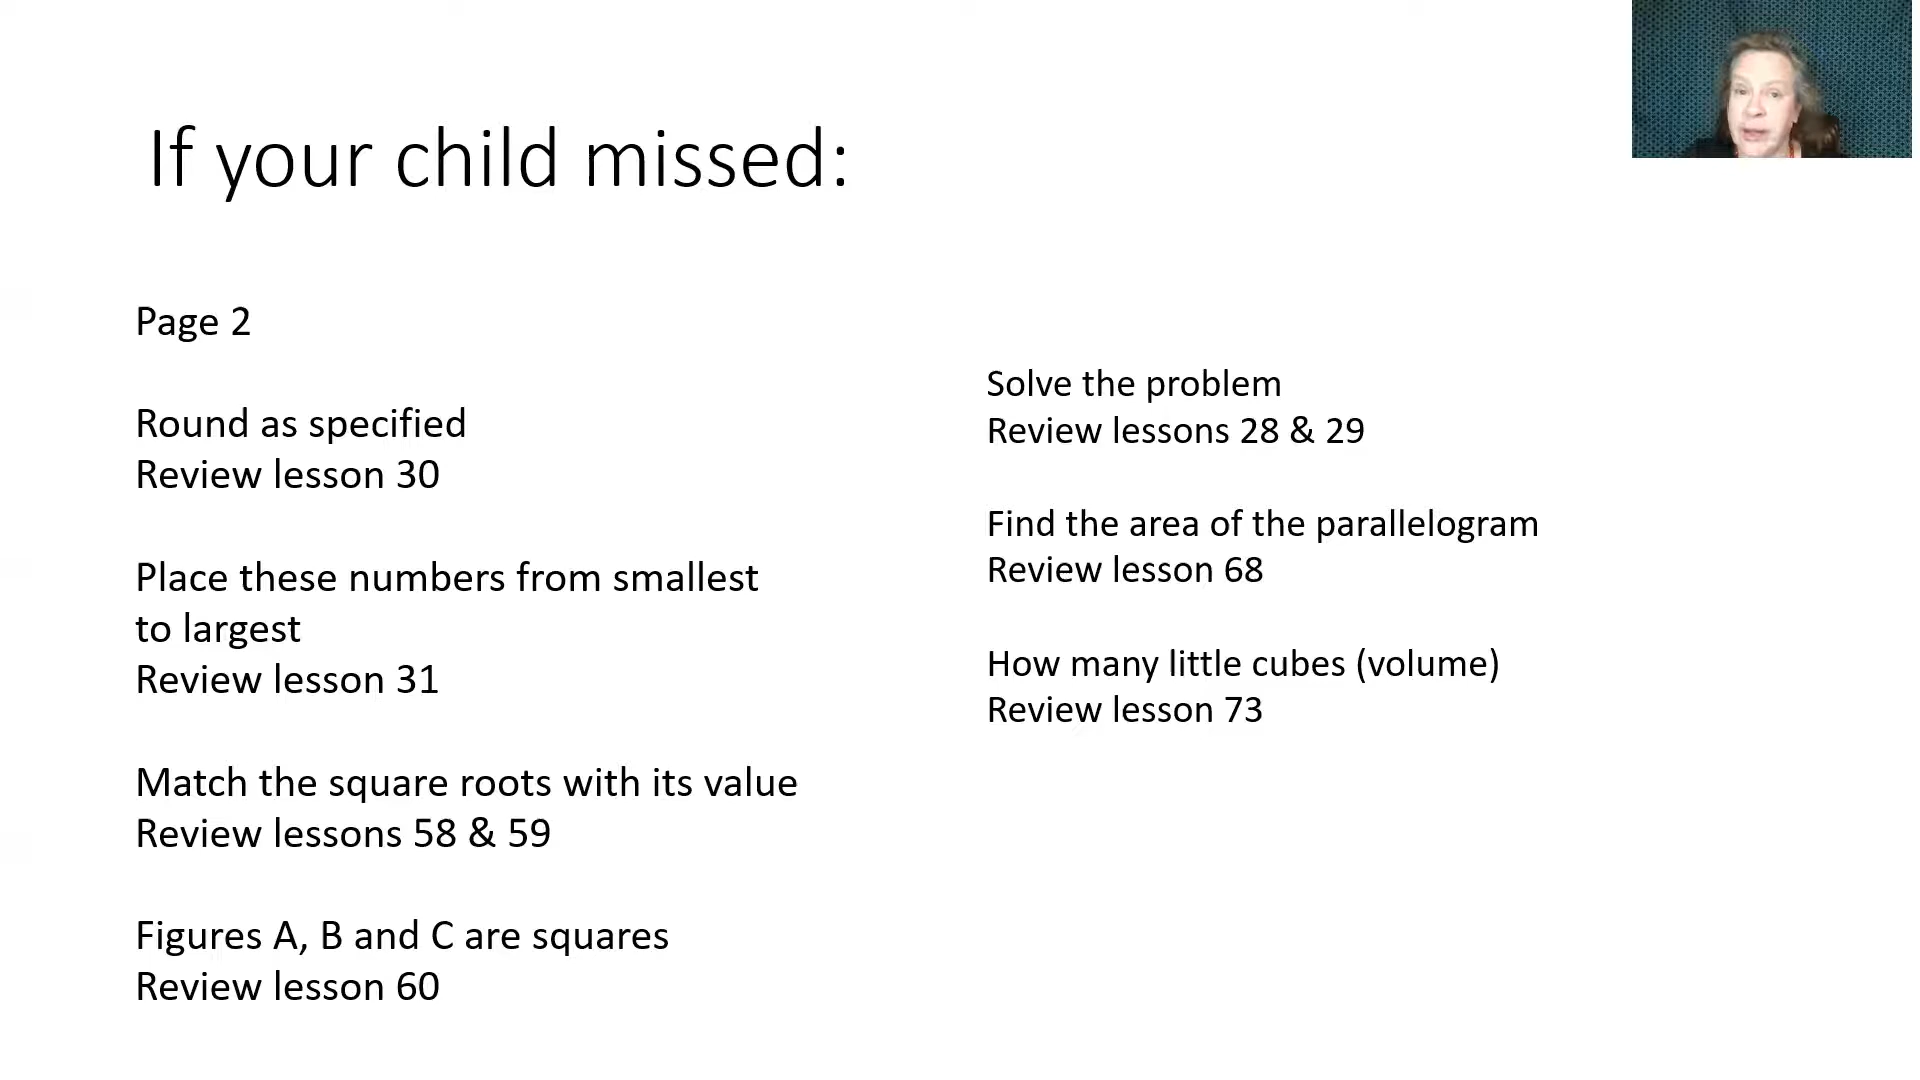 If your child missed:
Page 2
Round as specified
Review lesson 30
Place these numbers from smallest
to largest
Review lesson 31
Match the square roots with its value
Review lessons 58 & 59
Figures A, B and C are squares
Review lesson 60
Solve the problem
Review lessons 28 & 29
Find the area of the parallelogram
Review lesson 68
How many little cubes (volume)
Review lesson 73